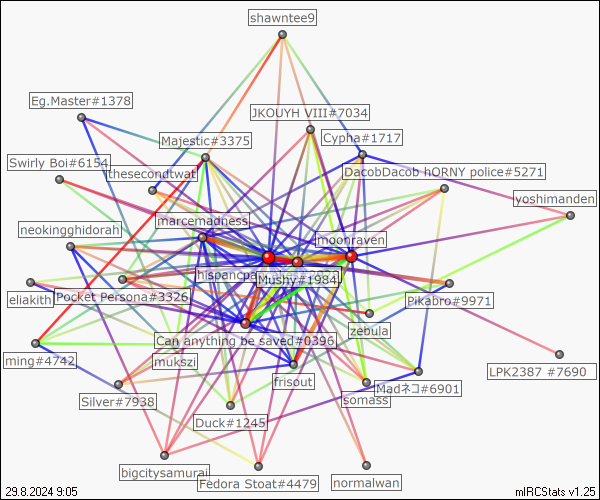 shawntee9
Eg.Master#1378
JKOUYH VIII#7034
Majestic#3375
Cypha#1717
Swirly Boi#6154
thesecondtwat
DacobDacob hORNY police#5271
yoshimanden
marcemadness
neokingghidorah
moonraven
hispancpa
Mushy#1984
eliakith
Pocket Persona#3326
Pikabro#9971
zebula
Can anything be saved#0396
ming#4742
mukszi
LPK2387 #7690
frisout
Madネコ#6901
Silver#7938
somass
Duck#1245
bigcitysamurai
Fedora Stoat#4479
normalwan
29.8.2024 9:05
mIRCStats v1.25